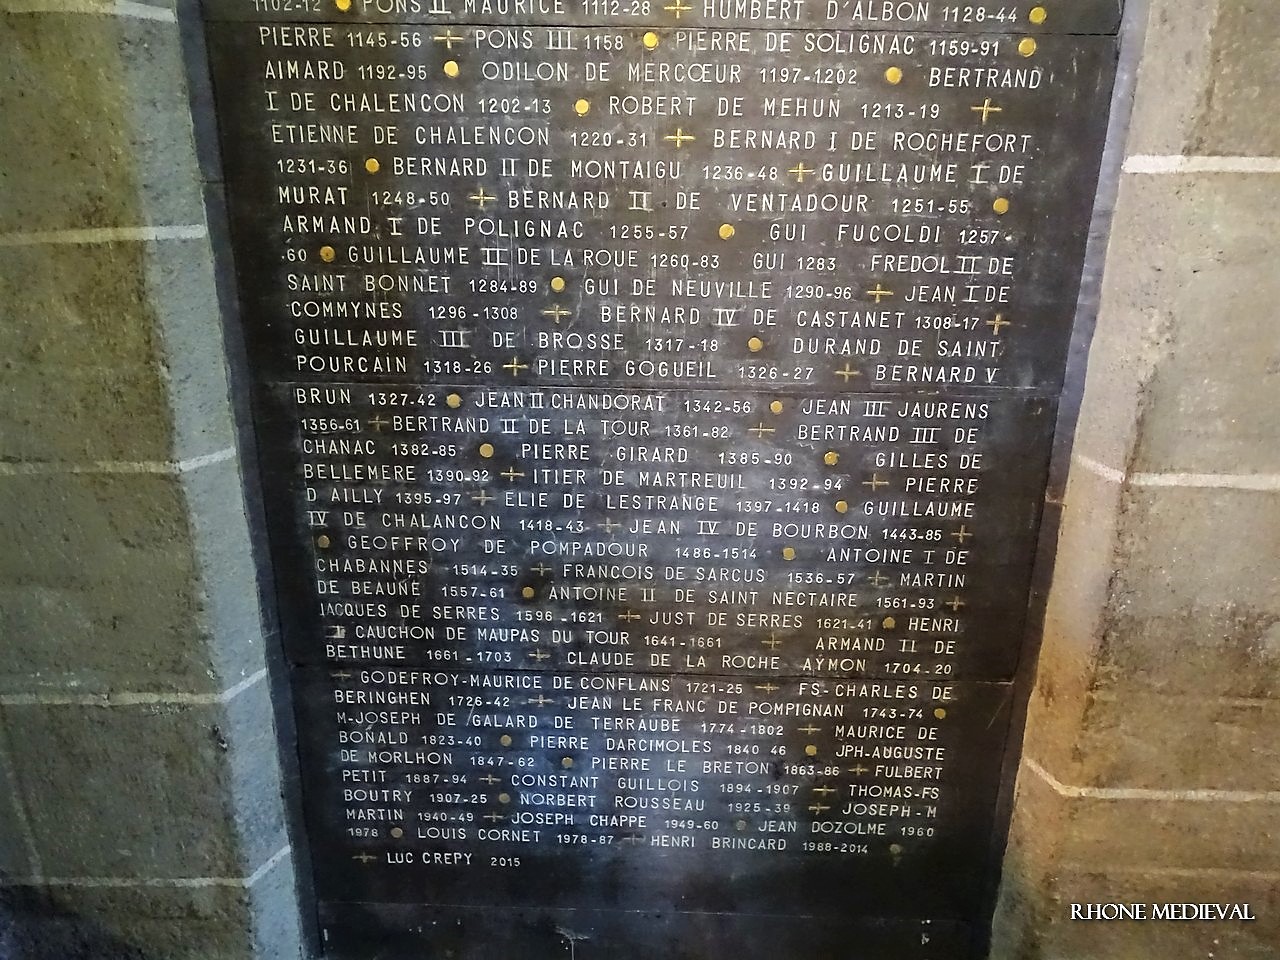 1102-12 ● PONS II MAURICE 1112-28 + HUMBERT D'ALBON 1128-44 ●
PIERRE 1145-56 + PONS III 1158 ● PIERRE DE SOLIGNAC 1159-91 ●
AIMARD 1192-95 ● ODILON DE MERCŒUR 1197-1202 ● BERTRAND
I DE CHALENCON 1202-13 ● ROBERT DE MEHUN 1213-19 +
ETIENNE DE CHALENCON 1220-31 + BERNARD I DE ROCHEFORT
1231-36 ● BERNARD II DE MONTAIGU 1236-48 + GUILLAUME I DE
MURAT 1248-50 + BERNARD II DE VENTADOUR 1251-55 ●
ARMAND I DE POLIGNAC 1255-57 ● GUI FUCOLDI 1257-
60 ● GUILLAUME II DE LA ROUE 1260-83 GUI 1283 FREDOL II DE
SAINT BONNET 1284-89 ● GUI DE NEUVILLE 1290-96 + JEAN I DE
COMMYNES 1296-1308 + BERNARD IV DE CASTANET 1308-17 +
GUILLAUME III DE BROSSE 1317-18 ● DURAND DE SAINT
POURCAIN 1318-26 + PIERRE GOGUEIL 1326-27 + BERNARD V
BRUN 1327-42 ● JEAN II CHANDORAT 1342-56 ● JEAN III JAURENS
1356-61 + BERTRAND II DE LA TOUR 1361-82 + BERTRAND III DE
CHANAC 1382-85 ● PIERRE GIRARD 1385-90 ● GILLES DE
BELLEMERE 1390-92 + ITIER DE MARTREUIL 1392-94 + PIERRE
D AILLY 1395-97 + ELIE DE LESTRANGE 1397-1418 ● GUILLAUME
IV DE CHALANCON 1418-43 + JEAN IV DE BOURBON 1443-85 +
● GEOFFROY DE POMPADOUR 1486-1514 ● ANTOINE I DE
CHABANNES 1514-35 + FRANCOIS DE SARCUS 1536-57 + MARTIN
DE BEAUNE 1557-61 ● ANTOINE II DE SAINT NECTAIRE 1561-93 +
JACQUES DE SERRES 1596-1621 + JUST DE SERRES 1621-41 ● HENRI
I CAUCHON DE MAUPAS DU TOUR 1641-1661 + ARMAND II DE
BETHUNE 1661-1703 + CLAUDE DE LA ROCHE AYMON 1704-20
+ GODEFROY-MAURICE DE CONFLANS 1721-25 + FS-CHARLES DE
BERINGHEN 1726-42 + JEAN LE FRANC DE POMPIGNAN 1743-74 ●
M-JOSEPH DE GALARD DE TERRAUBE 1774-1802 + MAURICE DE
BONALD 1823-40 ● PIERRE DARCIMOLES 1840 46 ● JPH-AUGUSTE
DE MORLHON 1847-62 ● PIERRE LE BRETON 1863-86 + FULBERT
PETIT 1887-94 + CONSTANT GUILLOIS 1894-1907 + THOMAS-FS
BOUTRY 1907-25 ● NORBERT ROUSSEAU 1925-39 + JOSEPH-M
MARTIN 1940-49 + JOSEPH CHAPPE 1949-60 ● JEAN DOZOLME 1960
1978 ● LOUIS CORNET 1978-87 + HENRI BRINCARD 1988-2014 ●
+ LUC CREPY 2015
RHONE MEDIEVAL